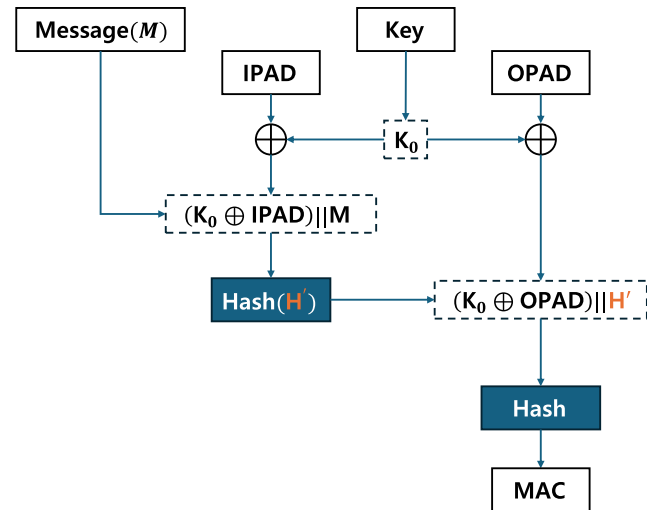 Message(M)
Key
IPAD
OPAD
K₀
(K₀ ⊕ IPAD)||M
Hash(H′)
(K₀ ⊕ OPAD)||H′
Hash
MAC